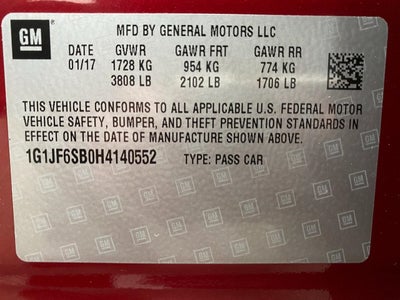 GM
MFD BY GENERAL MOTORS LLC
DATE GVWR GAWR FRT GAWR RR
01/17 1728 KG 954 KG 774 KG
3808 LB 2102 LB 1706 LB
THIS VEHICLE CONFORMS TO ALL APPLICABLE U.S. FEDERAL MOTOR
VEHICLE SAFETY, BUMPER, AND THEFT PREVENTION STANDARDS IN
EFFECT ON THE DATE OF MANUFACTURE SHOWN ABOVE.
1G1JF6SB0H4140552 TYPE: PASS CAR